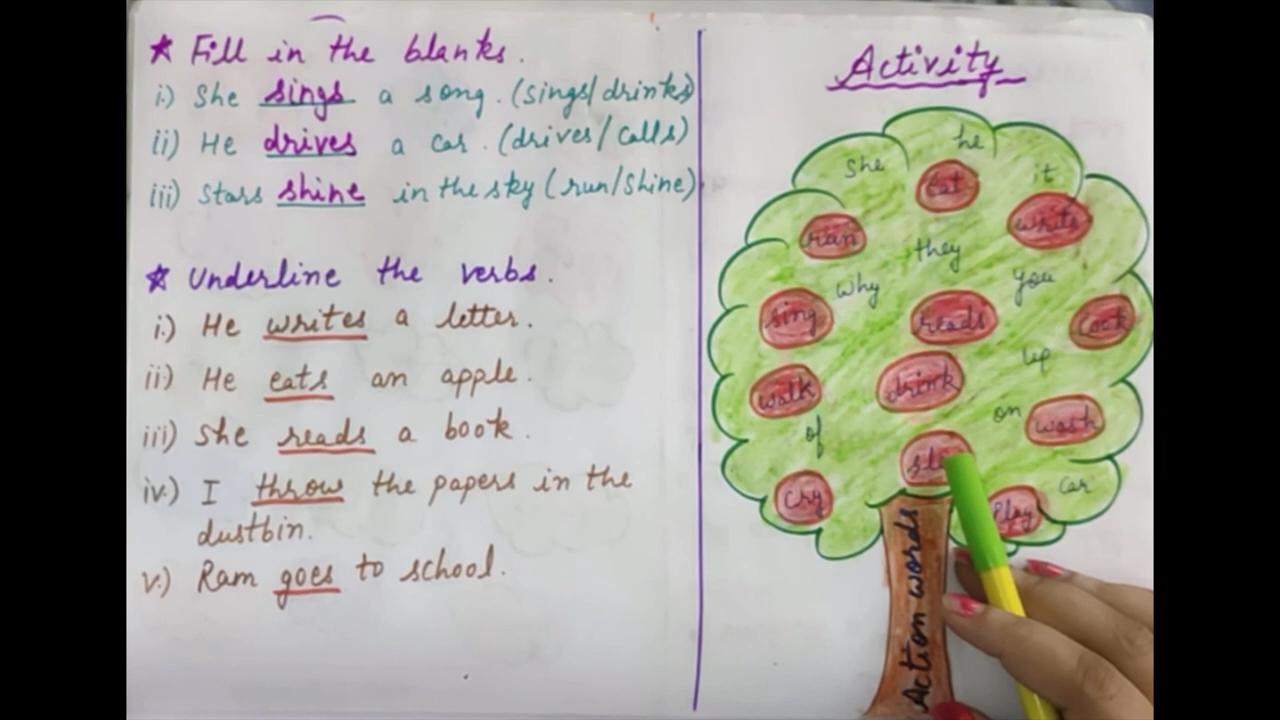 ★ Fill in the blanks.
i.) She sings a song. (sings/drinks)
ii) He drives a car. (drives/calls)
iii) Stars shine in the sky (run/shine)
★ Underline the verbs.
i.) He writes a letter.
ii.) He eats an apple.
iii) She reads a book.
iv.) I throw the papers in the
dustbin.
v.) Ram goes to school.
Activity
she he it
eat
ran write
they
why you
sing reads cook
up
walk drink
of on wash
cry car
Play
Action words